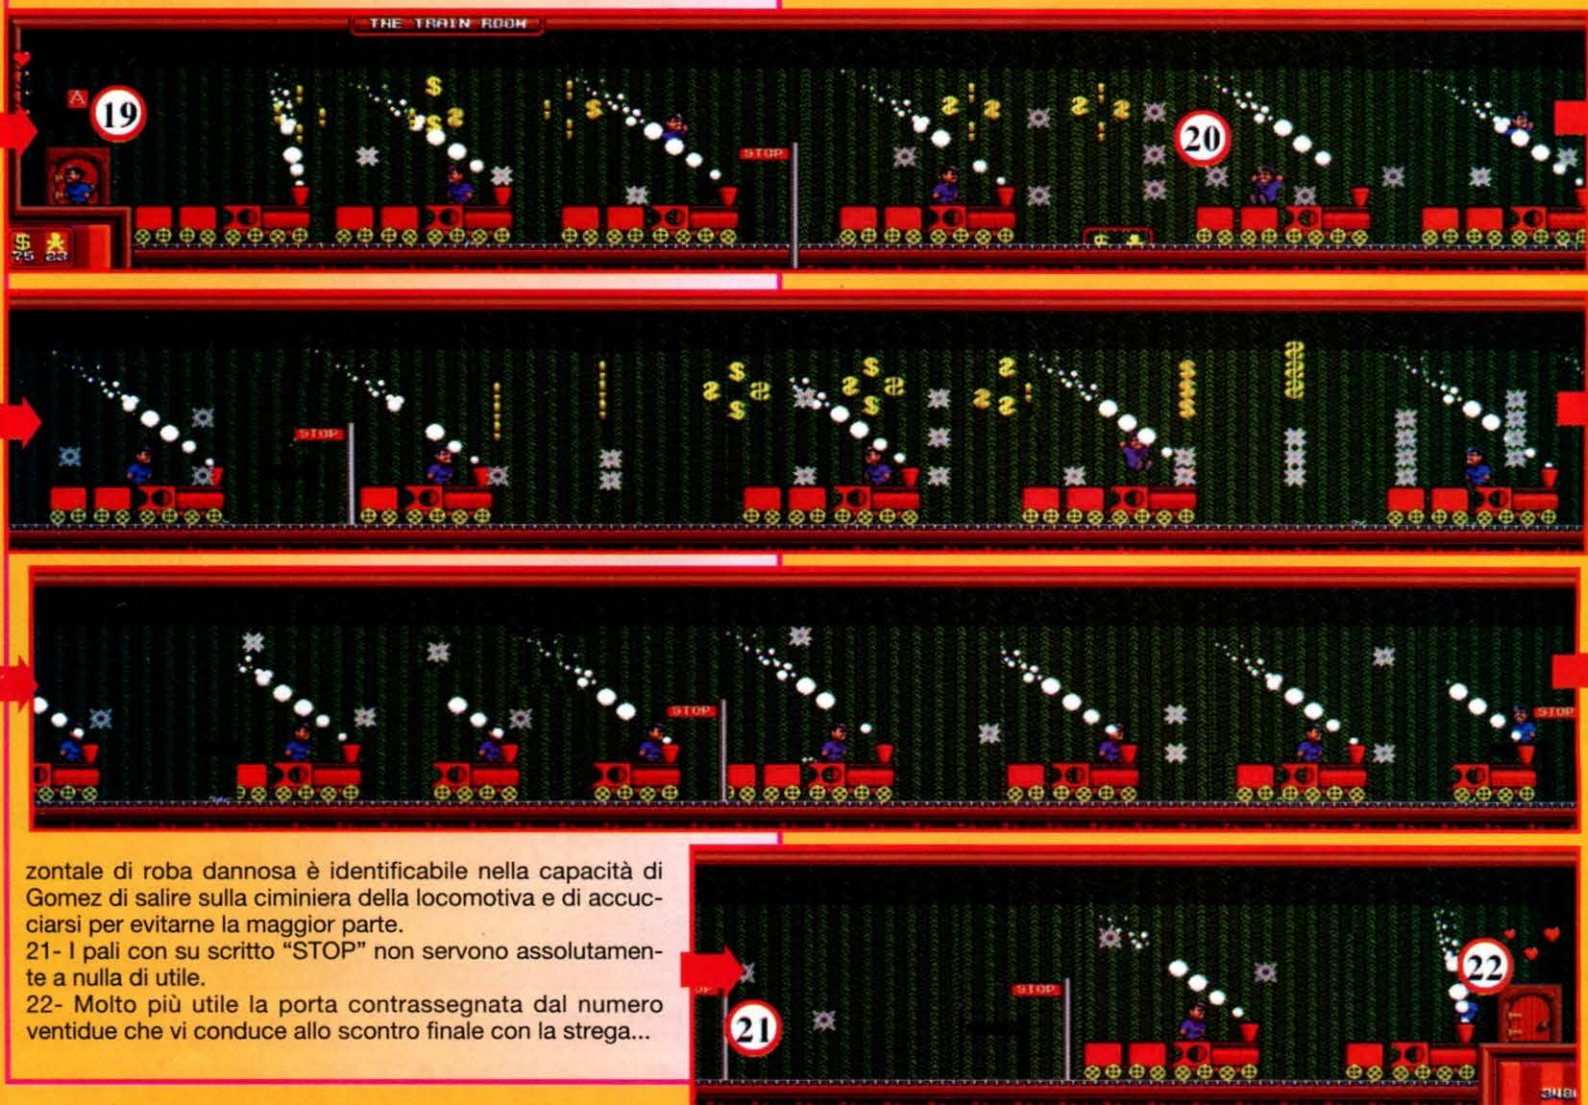 THE TRAIN ROOM
A
19
$
$
$
STOP
20
$
75
STOP
$
$
$
$
STOP
STOP
zontale di roba dannosa è identificabile nella capacità di
Gomez di salire sulla ciminiera della locomotiva e di accuc-
ciarsi per evitarne la maggior parte.
21- I pali con su scritto “STOP” non servono assolutamen-
te a nulla di utile.
22- Molto più utile la porta contrassegnata dal numero
ventidue che vi conduce allo scontro finale con la strega...
STOP
21
22